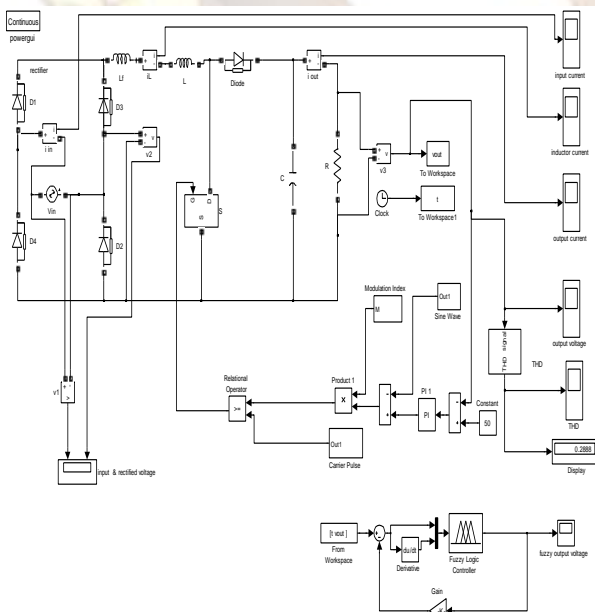 Continuous
powergui
rectifier
Lf
iL
L
Diode
i out
input current
D1
D3
i in
v2
v3
vout
To Workspace
inductor current
C
R
G
D
S
S
Clock
t
To Workspace1
output current
Vin
D4
D2
Modulation Index
M
Out1
Sine Wave
output voltage
THD signal
THD
v1
Relational
Operator
>=
Product 1
X
PI 1
PI
Constant
50
THD
Out1
Carrier Pulse
0.2888
Display
input & rectified voltage
[t vout ]
From
Workspace
du/dt
Derivative
Fuzzy Logic
Controller
fuzzy output voltage
Gain